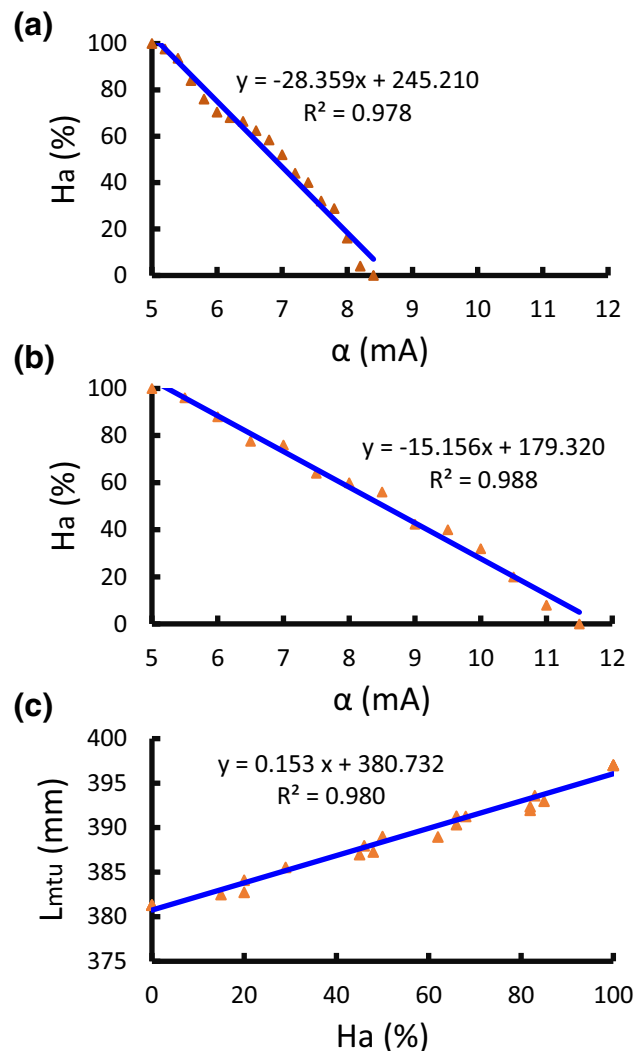 (a)
100
80
60
40
20
0
Ha (%)
y = -28.359x + 245.210
R² = 0.978
5 6 7 8 9 10 11 12
α (mA)
(b)
100
80
60
40
20
0
Ha (%)
y = -15.156x + 179.320
R² = 0.988
5 6 7 8 9 10 11 12
α (mA)
(c)
400
395
390
385
380
375
Lmtu (mm)
y = 0.153 x + 380.732
R² = 0.980
0 20 40 60 80 100
Ha (%)